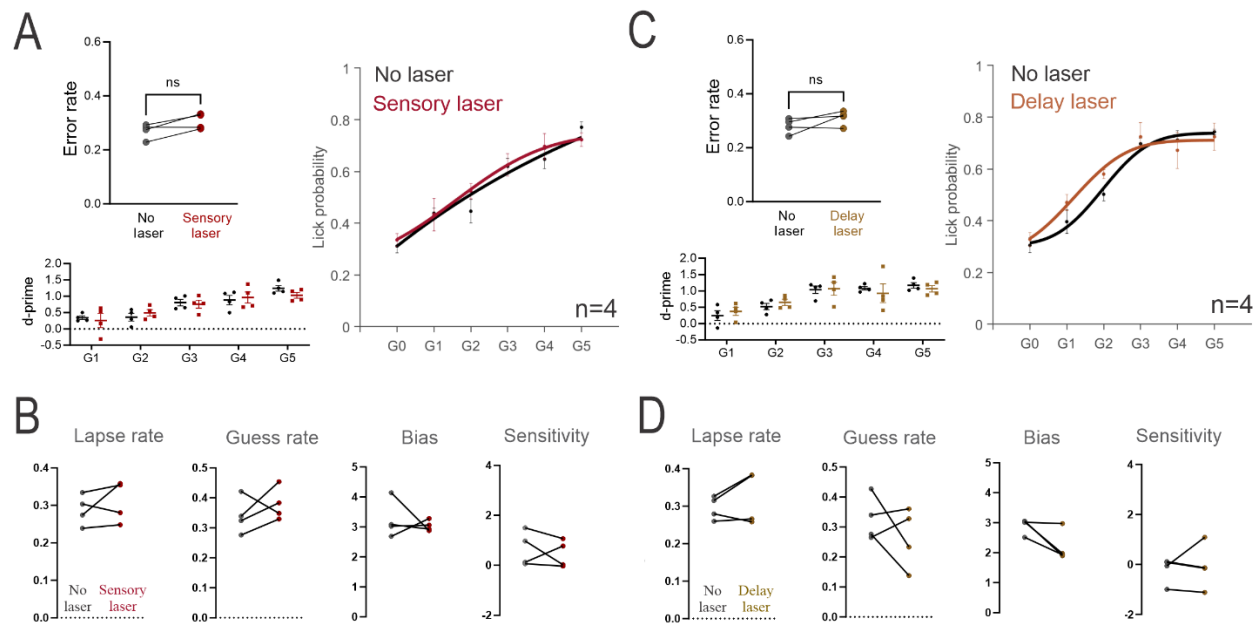 A
0.6
0.4
0.2
0.0
Error rate
ns
No
laser
Sensory
laser
1.5
1.0
0.5
0.0
-0.5
d-prime
G1
G2
G3
G4
G5
1
0.8
0.6
0.4
0.2
0
Lick probability
No laser
Sensory laser
n=4
G0
G1
G2
G3
G4
G5
C
0.6
0.4
0.2
0.0
Error rate
ns
No
laser
Delay
laser
1.5
1.0
0.5
0.0
-0.5
d-prime
G1
G2
G3
G4
G5
1
0.8
0.6
0.4
0.2
0
Lick probability
No laser
Delay laser
n=4
G0
G1
G2
G3
G4
G5
B
Lapse rate
0.4
0.3
0.2
0.1
0.0
No
laser
Sensory
laser
Guess rate
0.5
0.4
0.3
0.2
0.1
0.0
Bias
5
4
3
2
1
0
Sensitivity
4
2
0
-2
D
Lapse rate
0.4
0.3
0.2
0.1
0.0
No
laser
Delay
laser
Guess rate
0.5
0.4
0.3
0.2
0.1
0.0
Bias
5
4
3
2
1
0
Sensitivity
4
2
0
-2